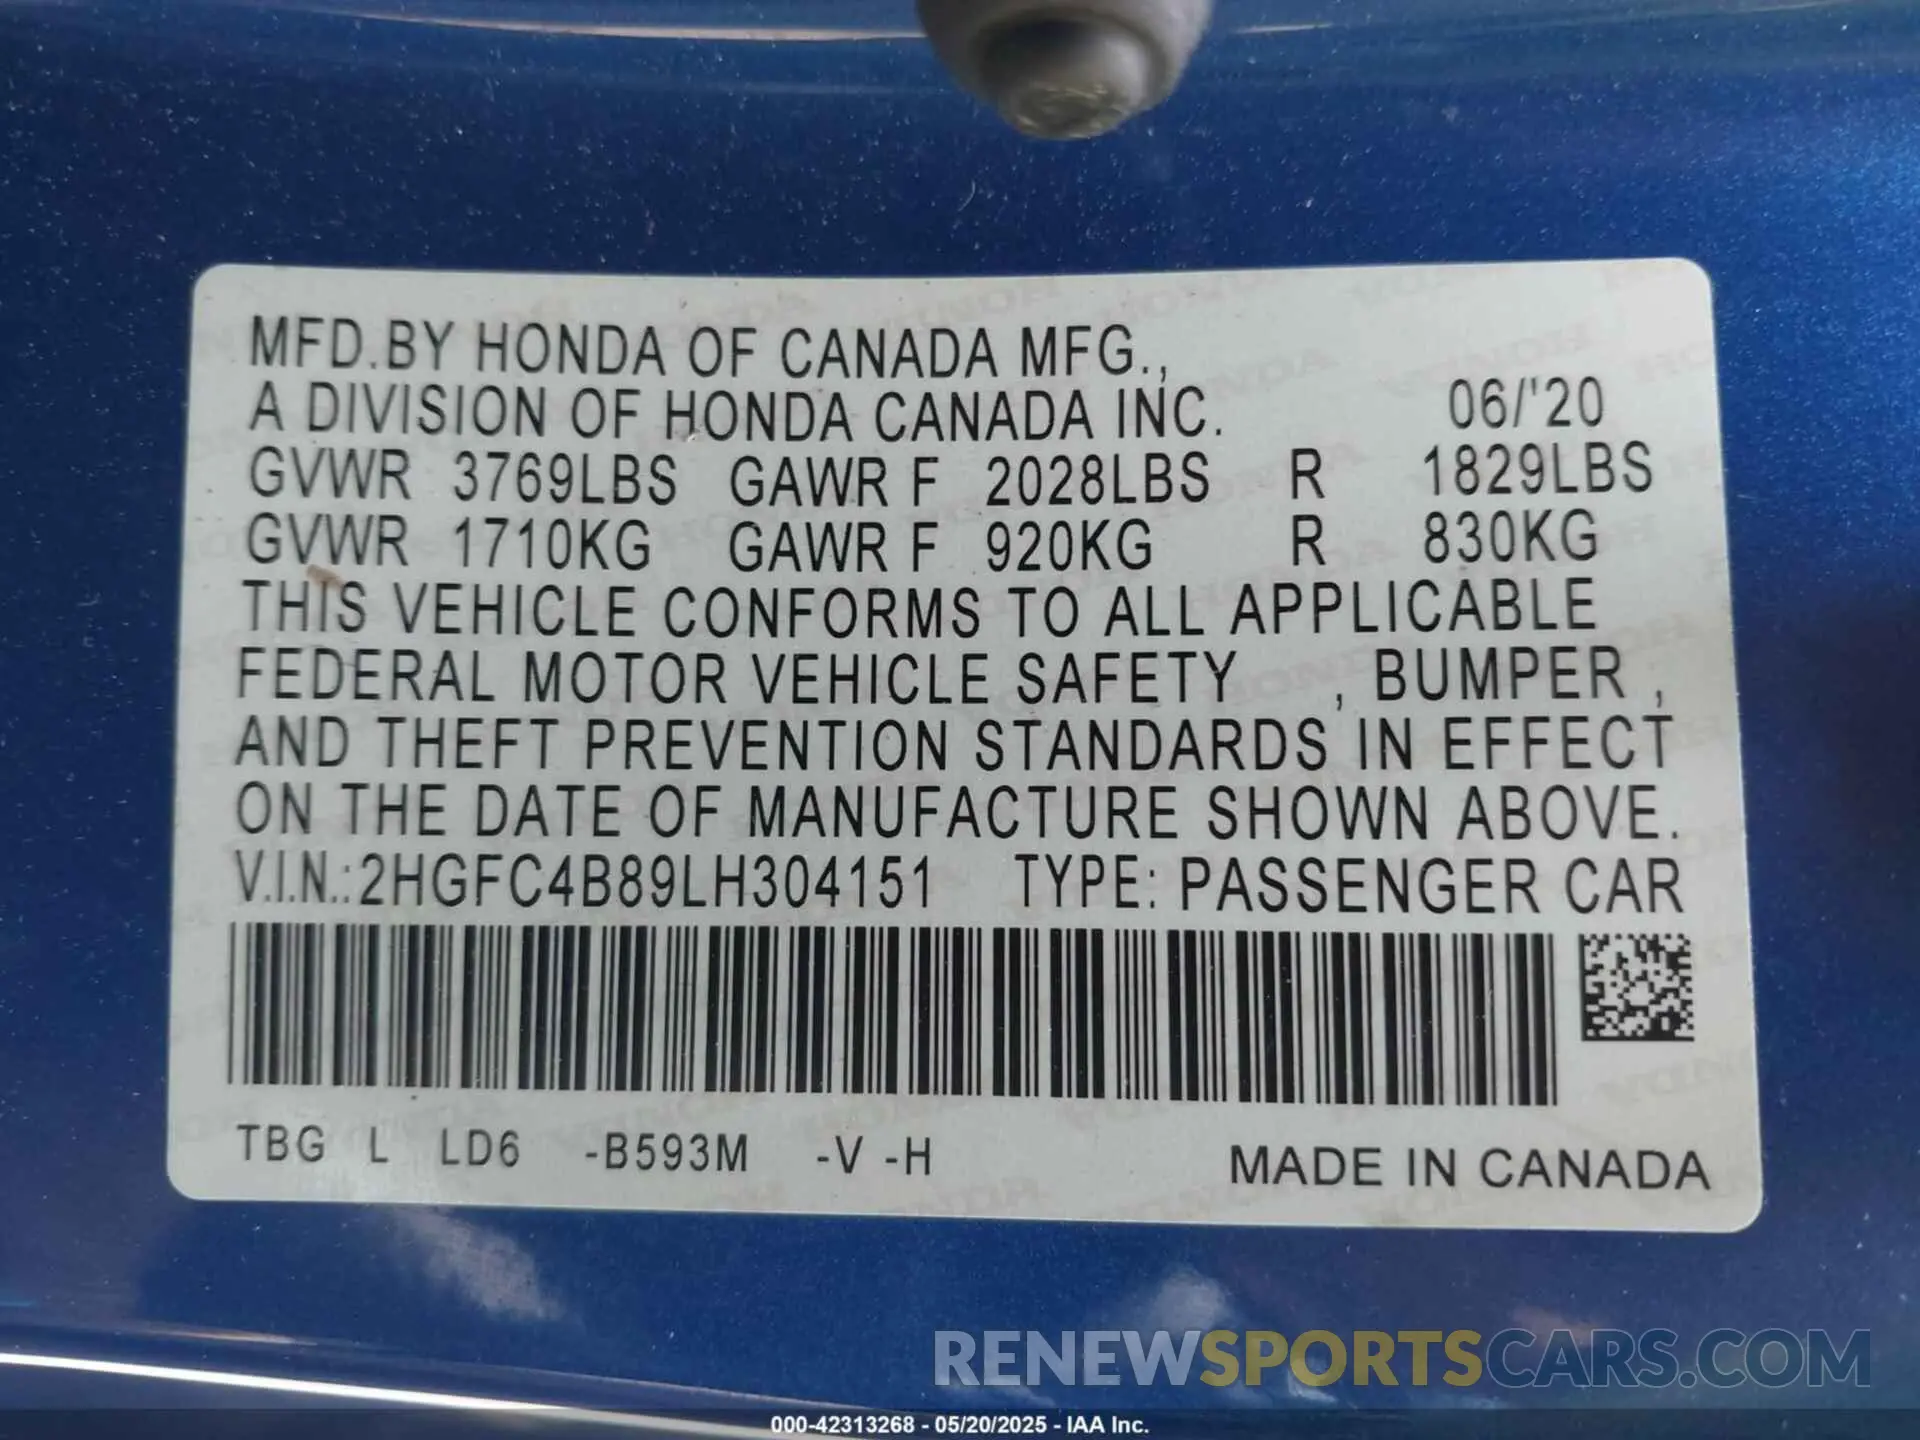 MFD.BY HONDA OF CANADA MFG.,
A DIVISION OF HONDA CANADA INC. 06/'20
GVWR 3769LBS GAWR F 2028LBS R 1829LBS
GVWR 1710KG GAWR F 920KG R 830KG
THIS VEHICLE CONFORMS TO ALL APPLICABLE
FEDERAL MOTOR VEHICLE SAFETY , BUMPER ,
AND THEFT PREVENTION STANDARDS IN EFFECT
ON THE DATE OF MANUFACTURE SHOWN ABOVE.
V.I.N.:2HGFC4B89LH304151 TYPE: PASSENGER CAR
TBG L LD6 -B593M -V -H MADE IN CANADA
RENEWSPORTSCARS.COM
000-42313268 - 05/20/2025 - IAA Inc.